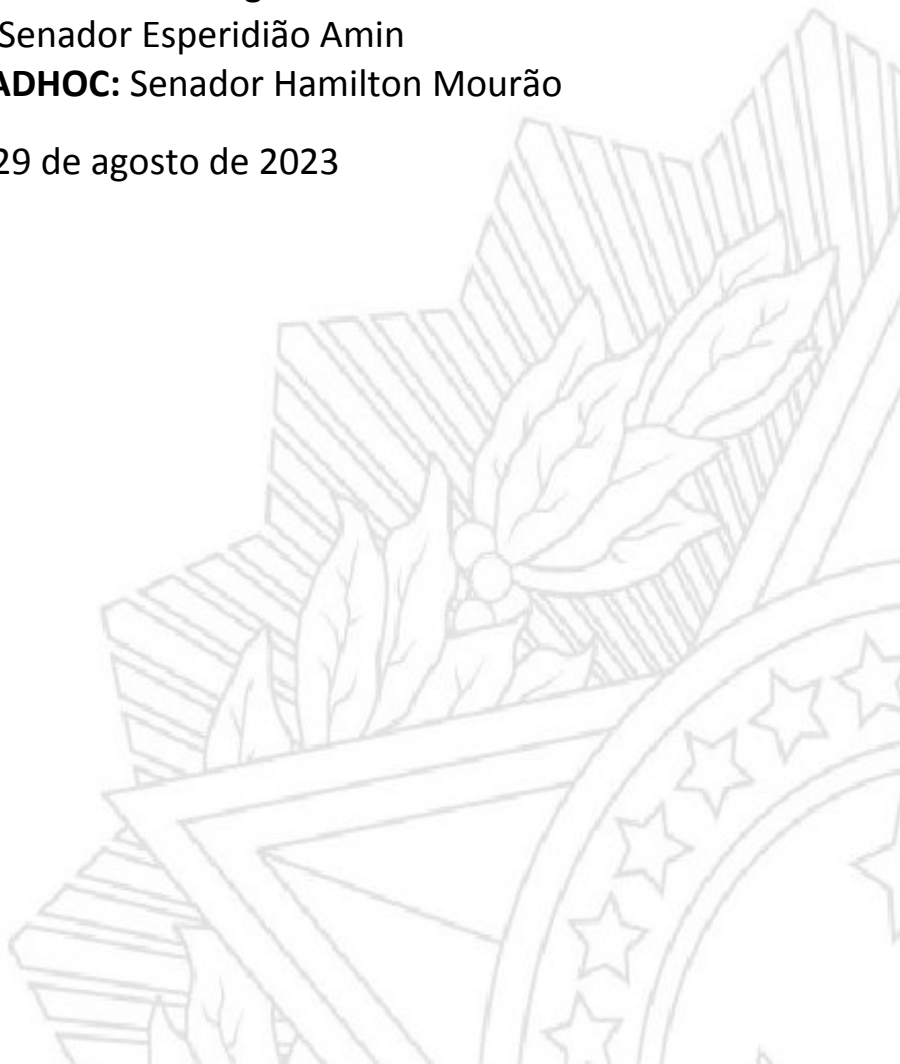 Senador Esperidião Amin
ADHOC: Senador Hamilton Mourão
29 de agosto de 2023